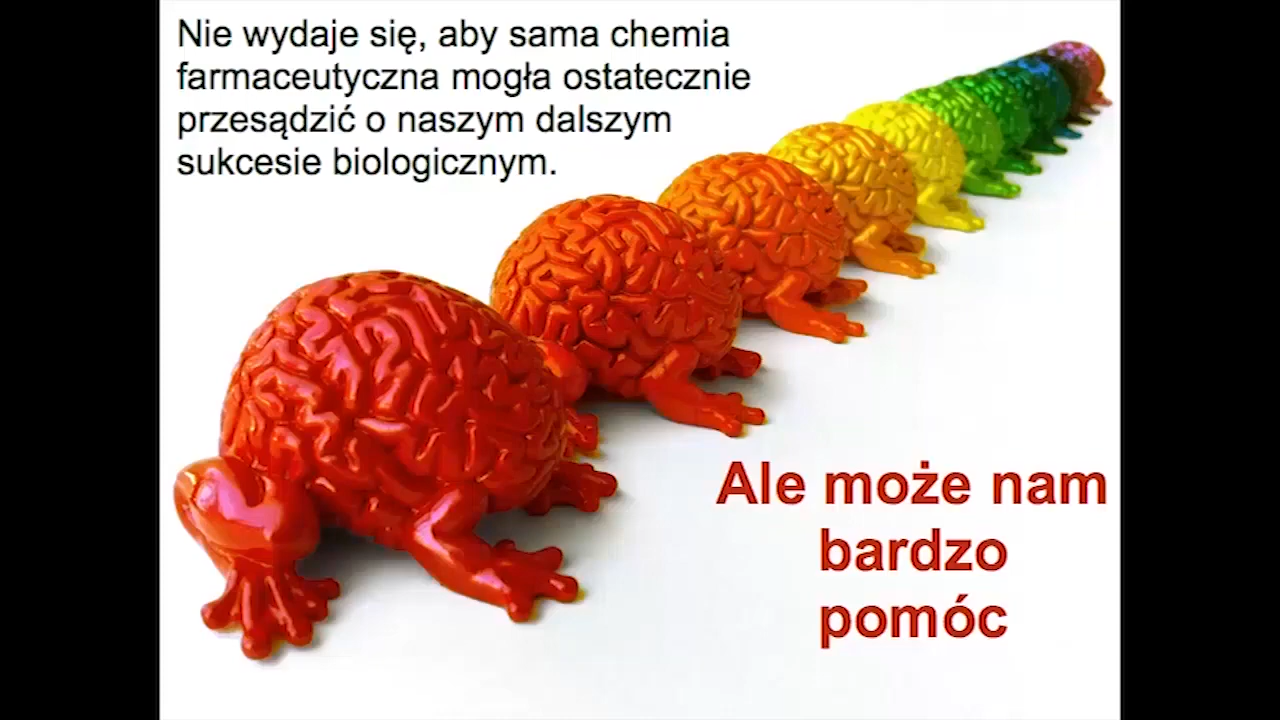 Nie wydaje się, aby sama chemia
farmaceutyczna mogła ostatecznie
przesądzić o naszym dalszym
sukcesie biologicznym.
Ale może nam
bardzo
pomóc